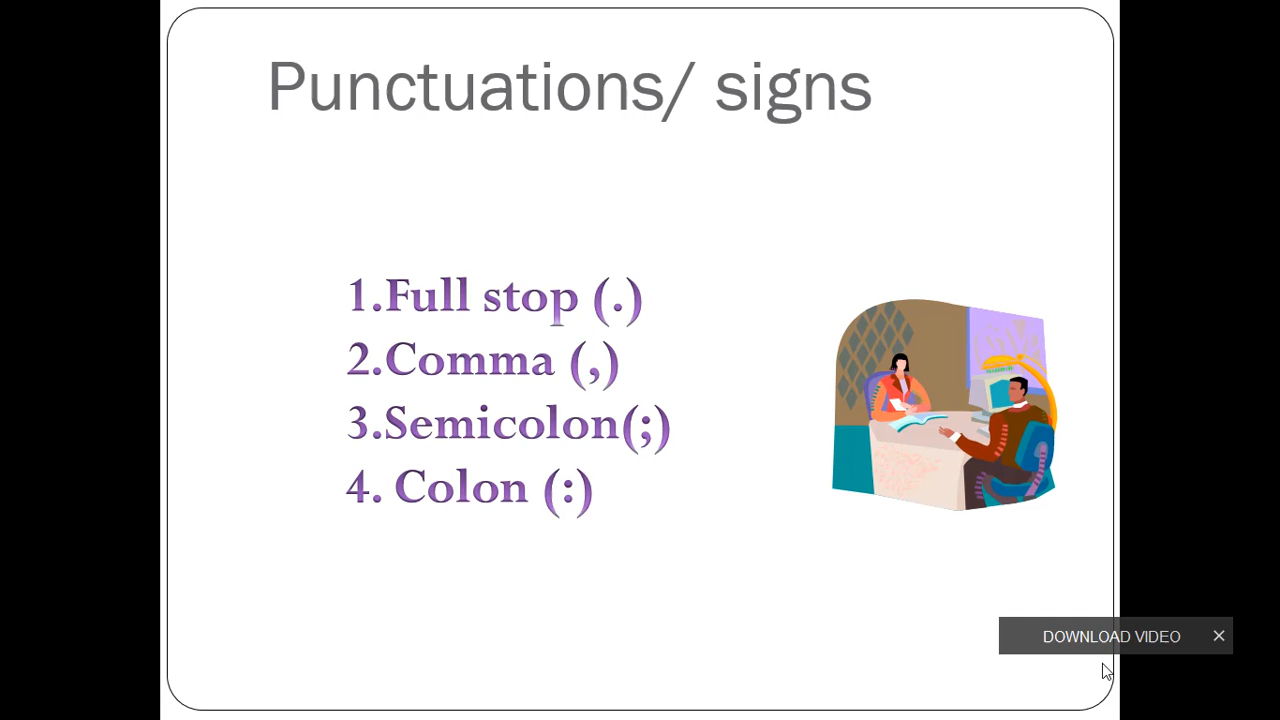 Punctuations/ signs
1.Full stop (.)
2.Comma (,)
3.Semicolon(;)
4. Colon (:)
DOWNLOAD VIDEO ×